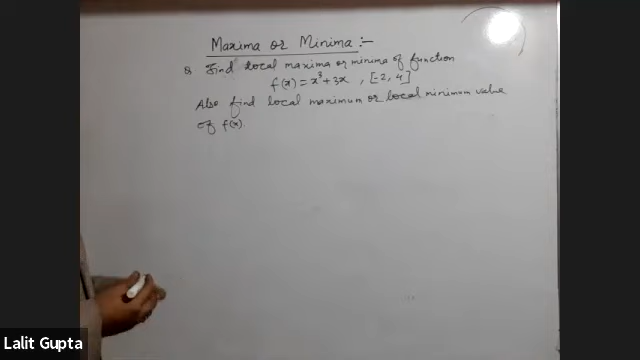 Maxima or Minima :-
Q Find local maxima or minima of function
f(x) = x³ + 3x , [-2, 4]
Also find local maximum or local minimum value
of f(x).
Lalit Gupta